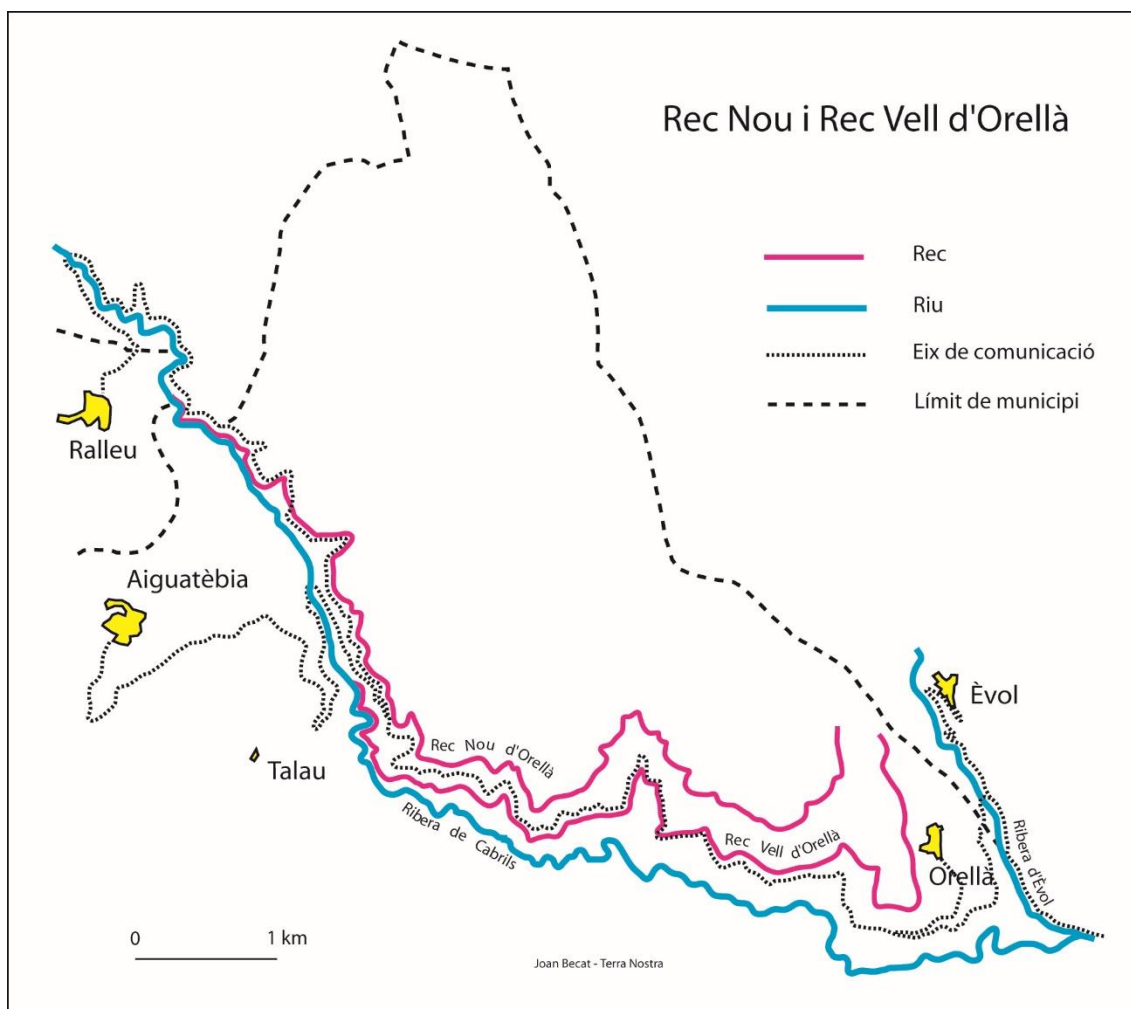 Rec Nou i Rec Vell d'Orellà
Rec
Riu
Eix de comunicació
Límit de municipi
Ralleu
Aiguatèbia
Talau
Èvol
Rec Nou d'Orellà
Ribera de Cabrils
Rec Vell d'Orellà
Orellà
Ribera d'Èvol
0 1 km
Joan Becat - Terra Nostra